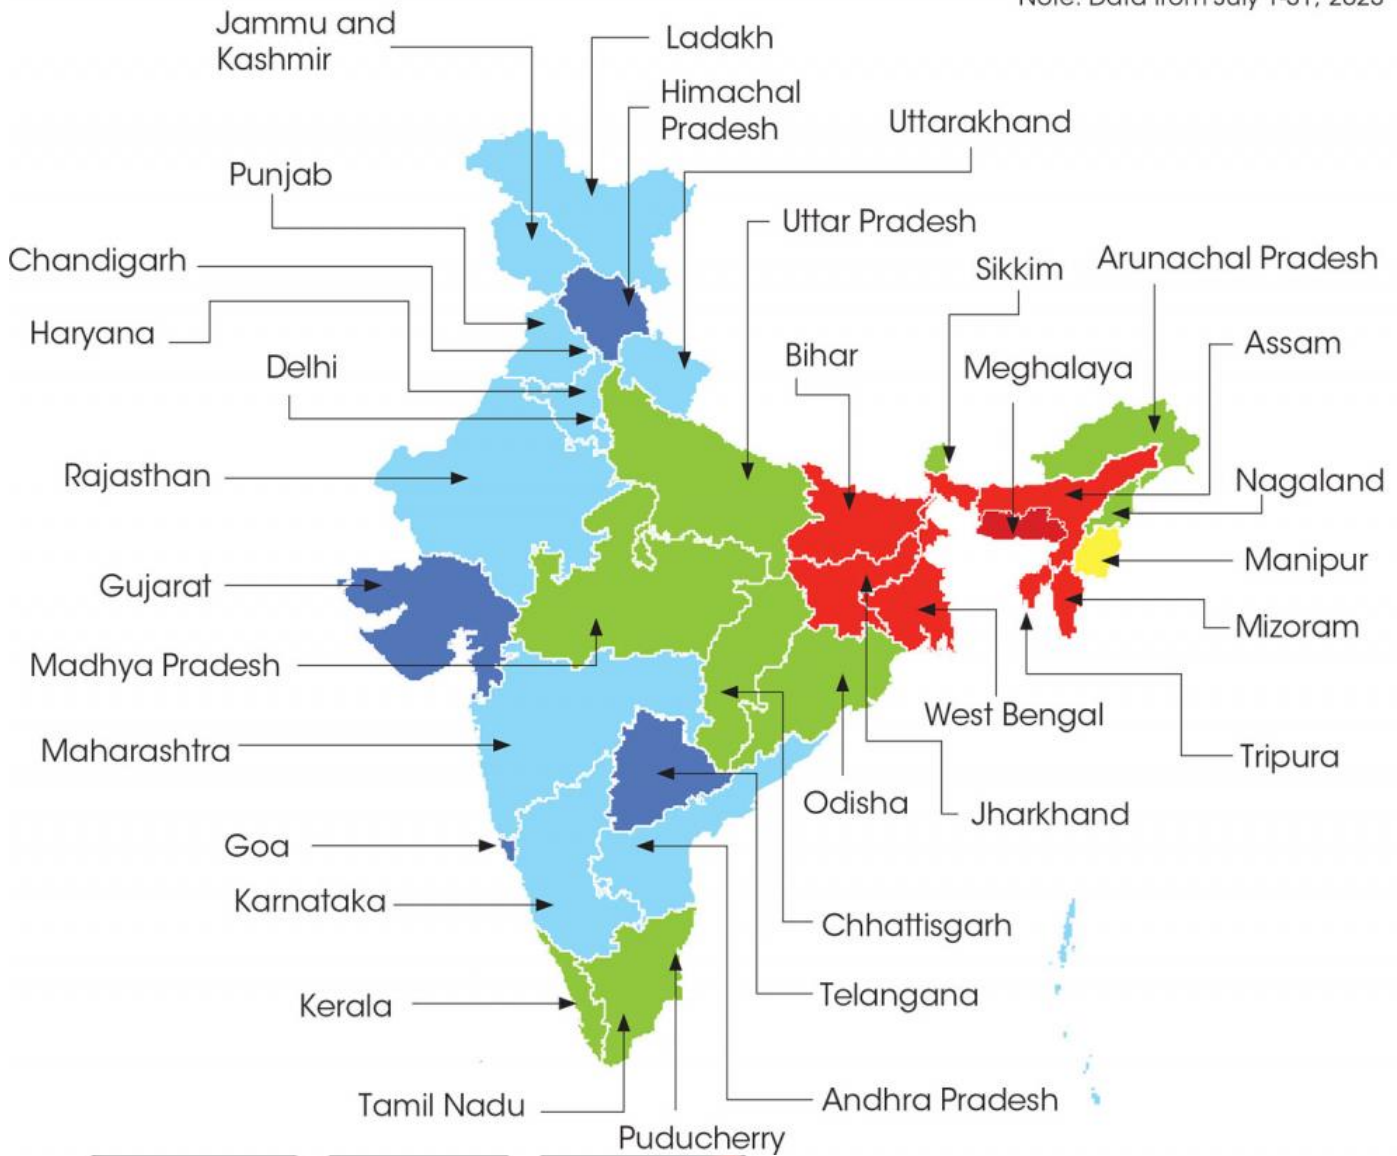 Jammu and
Kashmir
Ladakh
Himachal
Pradesh
Uttarakhand
Punjab
Uttar Pradesh
Chandigarh
Sikkim
Arunachal Pradesh
Haryana
Delhi
Bihar
Meghalaya
Assam
Rajasthan
Nagaland
Gujarat
Manipur
Mizoram
Madhya Pradesh
West Bengal
Maharashtra
Tripura
Odisha
Jharkhand
Goa
Karnataka
Chhattisgarh
Kerala
Telangana
Tamil Nadu
Andhra Pradesh
Puducherry